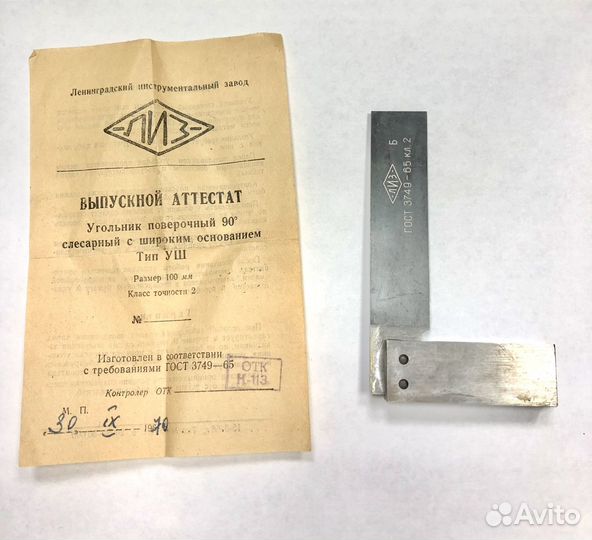 Ленинградский инструментальный завод
ЛИЗ
ВЫПУСКНОЙ АТТЕСТАТ
Угольник поверочный 90°
слесарный с широким основанием
Тип УШ
Размер 100 мм
Класс точности 2
№
Изготовлен в соответствии
с требованиями ГОСТ 3749—65
Контролер ОТК
ОТК
Н-113
М. П.
30 IX 1970
Б
ЛИЗ
ГОСТ 3749-65 кл. 2
Avito